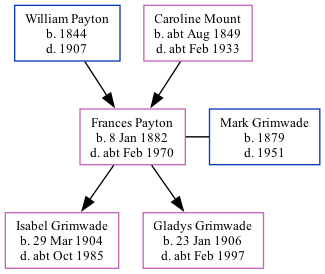 William Payton
b. 1844
d. 1907
Caroline Mount
b. abt Aug 1849
d. abt Feb 1933
Frances Payton
b. 8 Jan 1882
d. abt Feb 1970
Mark Grimwade
b. 1879
d. 1951
Isabel Grimwade
b. 29 Mar 1904
d. abt Oct 1985
Gladys Grimwade
b. 23 Jan 1906
d. abt Feb 1997